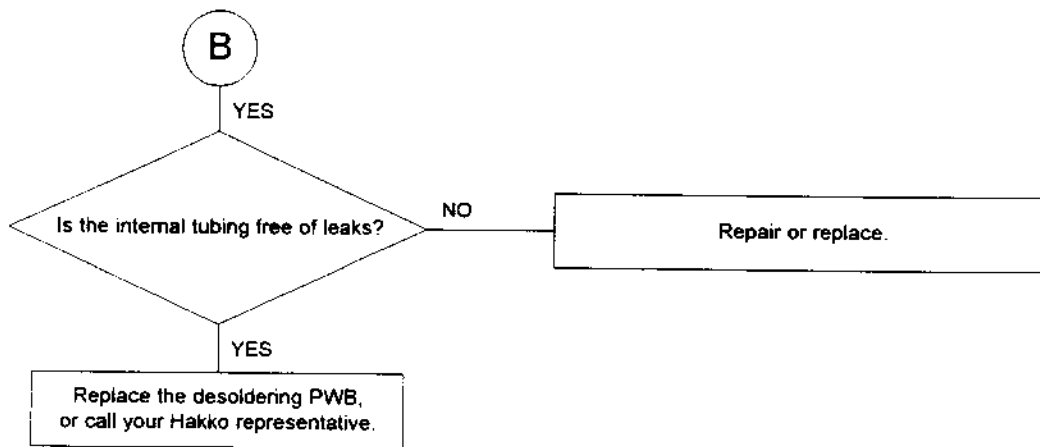 B
YES
Is the internal tubing free of leaks?
NO
Repair or replace.
YES
Replace the desoldering PWB,
or call your Hakko representative.